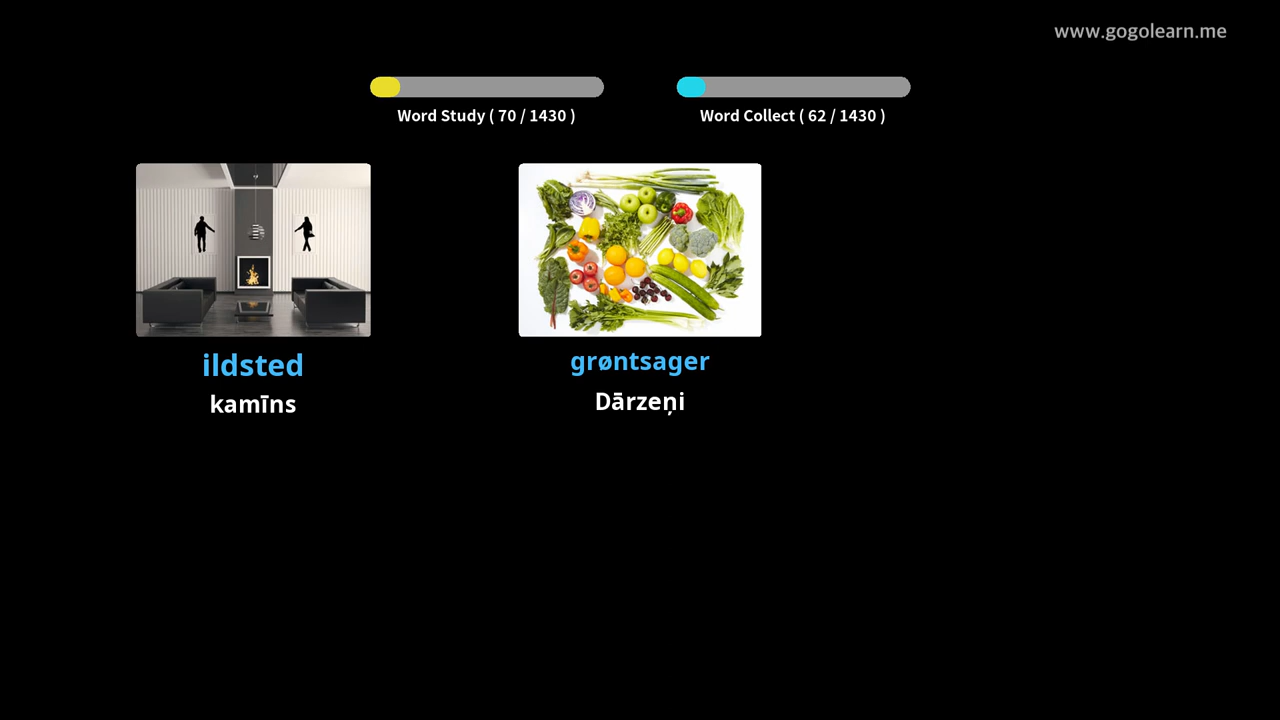 www.gogolearn.me
Word Study ( 70 / 1430 )
Word Collect ( 62 / 1430 )
ildsted
kamīns
grøntsager
Dārzeņi